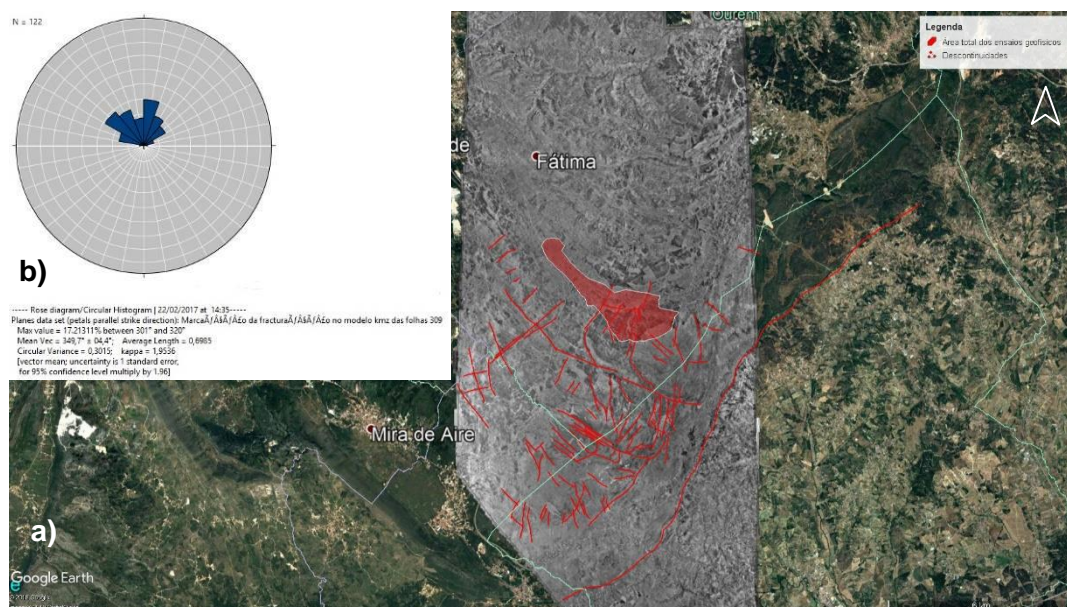 N = 122
b)
----- Rose diagram/Circular Histogram | 22/02/2017 at 14:35-----
Planes data set (petals parallel strike direction): MarcaÃƒÂ§ÃƒÂ£o da fracturaÃƒÂ§ÃƒÂ£o no modelo kmz das folhas 309
Max value = 17.21311% between 301° and 320°
Mean Vec = 349,7° ± 04,4°; Average Length = 0,6985
Circular Variance = 0,3015; kappa = 1,9536
[vector mean; uncertainty is 1 standard error,
for 95% confidence level multiply by 1.96]
Ourém
Legenda
Área total dos ensaios geofísicos
Descontinuidades
de
Fátima
Mira de Aire
a)
Google Earth